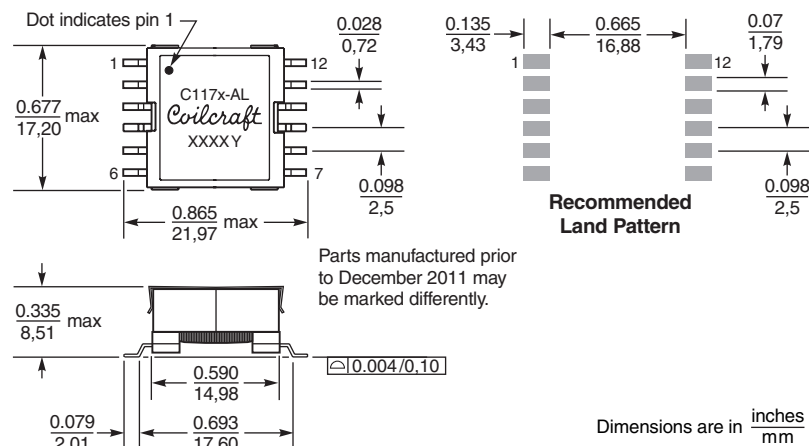 Dot indicates pin 1
0.028
0,72
0.135
3,43
0.665
16,88
0.07
1,79
1
12
1
12
C117x-AL
Coilcraft
XXXX Y
0.677
17,20
max
6
7
0.098
2,5
0.098
2,5
0.865
21,97
max
Recommended
Land Pattern
Parts manufactured prior
to December 2011 may
be marked differently.
0.335
8,51
max
0.004/0,10
0.590
14,98
0.079
2,01
0.693
17,60
Dimensions are in inches
mm